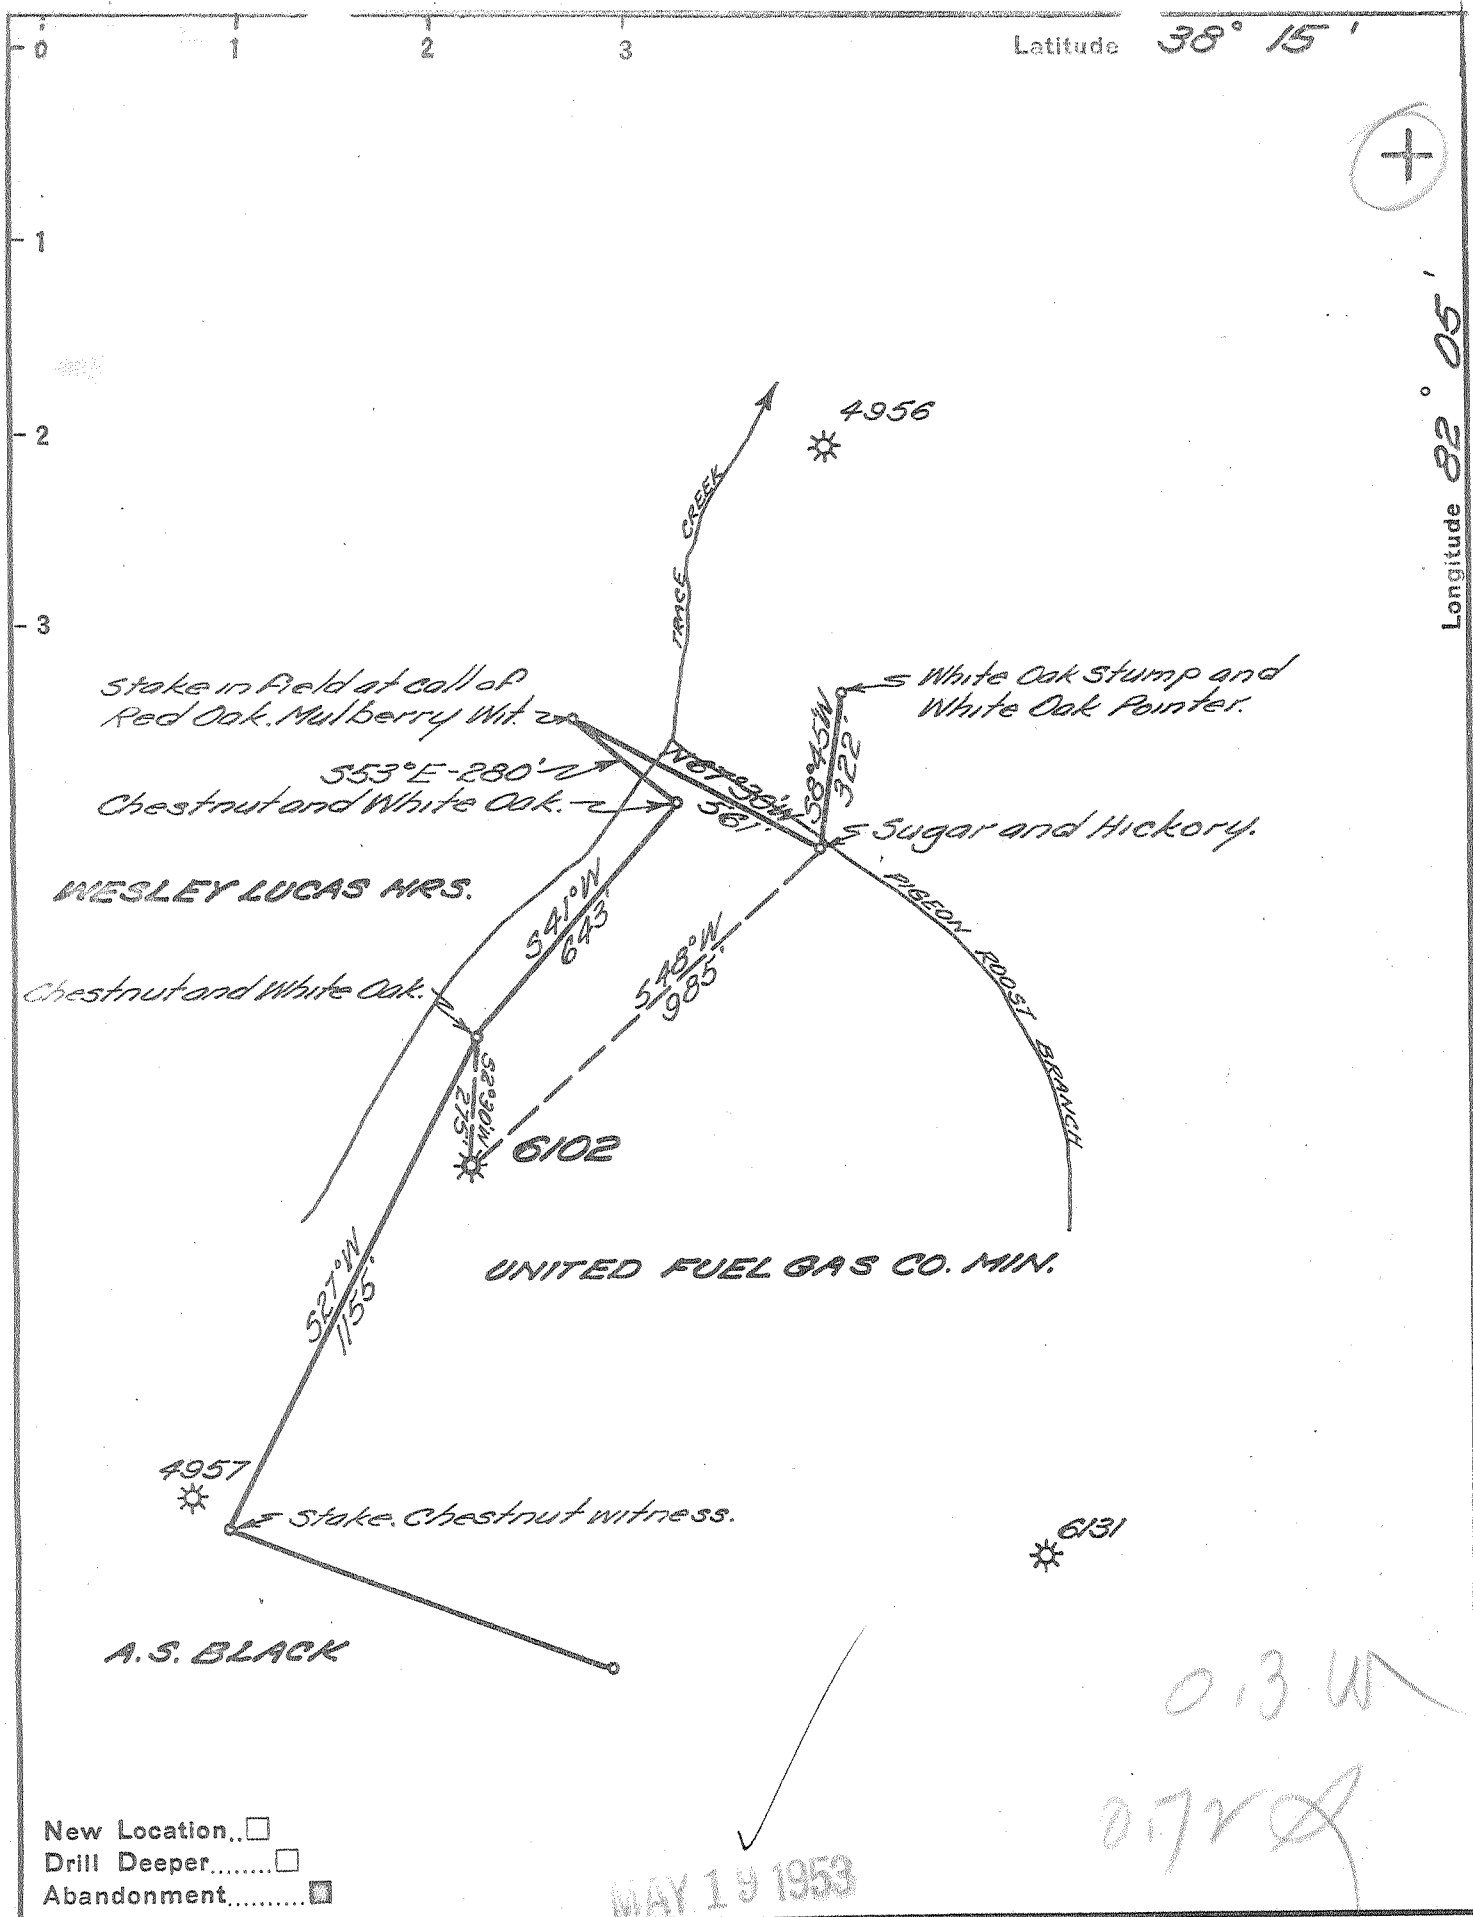 0 1 2 3 Latitude 38° 15'
1
Longitude 82° 05'
2
4956
3
TRACE CREEK
Stake in field at call of
Red Oak. Mulberry Wit.
White Oak Stump and
White Oak Pointer.
S53°E-280'
N67°30'W
561'
S8°45'W
322'
Chestnut and White Oak.
Sugar and Hickory.
WESLEY LUCAS HRS.
PIGEON ROOST BRANCH
S41°W
643'
S48°W
985'
Chestnut and White Oak.
S2°30'W
275'
6102
UNITED FUEL GAS CO. MIN.
S27°W
1155'
4957
Stake. Chestnut witness.
6131
A.S. BLACK
0.3 W
0.72
New Location..
Drill Deeper........
Abandonment..........
MAY 19 1953